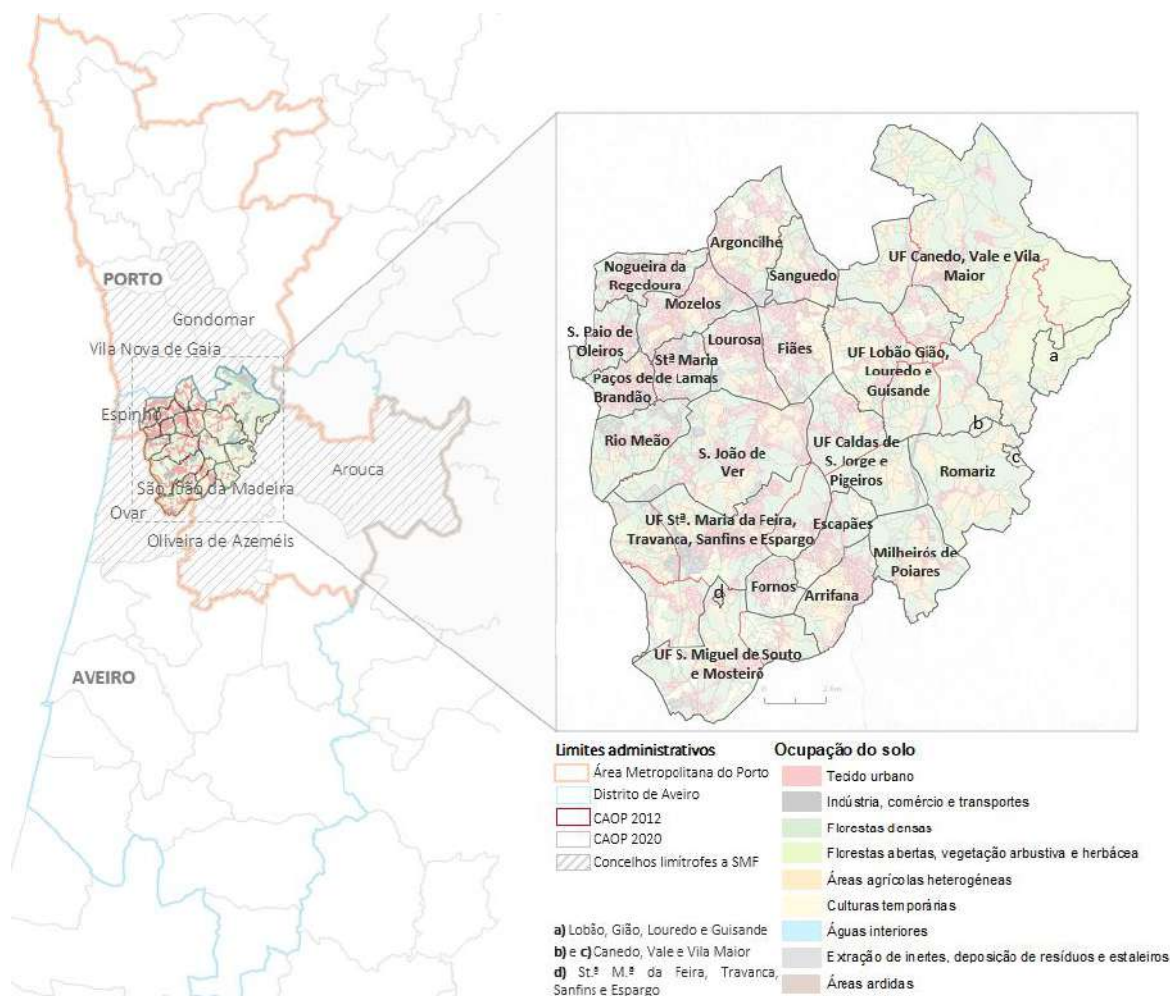 PORTO
Gondomar
Vila Nova de Gaia
Espinho
Arouca
São João da Madeira
Ovar
Oliveira de Azeméis
AVEIRO
Argoncilhe
Nogueira da
Regedoura
Sanguedo
UF Canedo, Vale e Vila
Maior
Mozelos
S. Paio de
Oleiros
Lourosa
Fiães
Stª Maria
de Lamas
UF Lobão Gião,
Louredo e
Guisande
a
Paços de
Brandão
b
c
Rio Meão
S. João de
Ver
UF Caldas de
S. Jorge e
Pigeiros
Romariz
UF Stª. Maria da Feira,
Travanca, Sanfins e Espargo
Escapães
Milheirós de
Poiares
d
Fornos
Arrifana
UF S. Miguel de Souto
e Mosteirô
0 2 km
Limites administrativos
Área Metropolitana do Porto
Distrito de Aveiro
CAOP 2012
CAOP 2020
Concelhos limítrofes a SMF
a) Lobão, Gião, Louredo e Guisande
b) e c) Canedo, Vale e Vila Maior
d) St.ª M.ª da Feira, Travanca,
Sanfins e Espargo
Ocupação do solo
Tecido urbano
Indústria, comércio e transportes
Florestas densas
Florestas abertas, vegetação arbustiva e herbácea
Áreas agrícolas heterogéneas
Culturas temporárias
Águas interiores
Extração de inertes, deposição de resíduos e estaleiros
Áreas ardidas